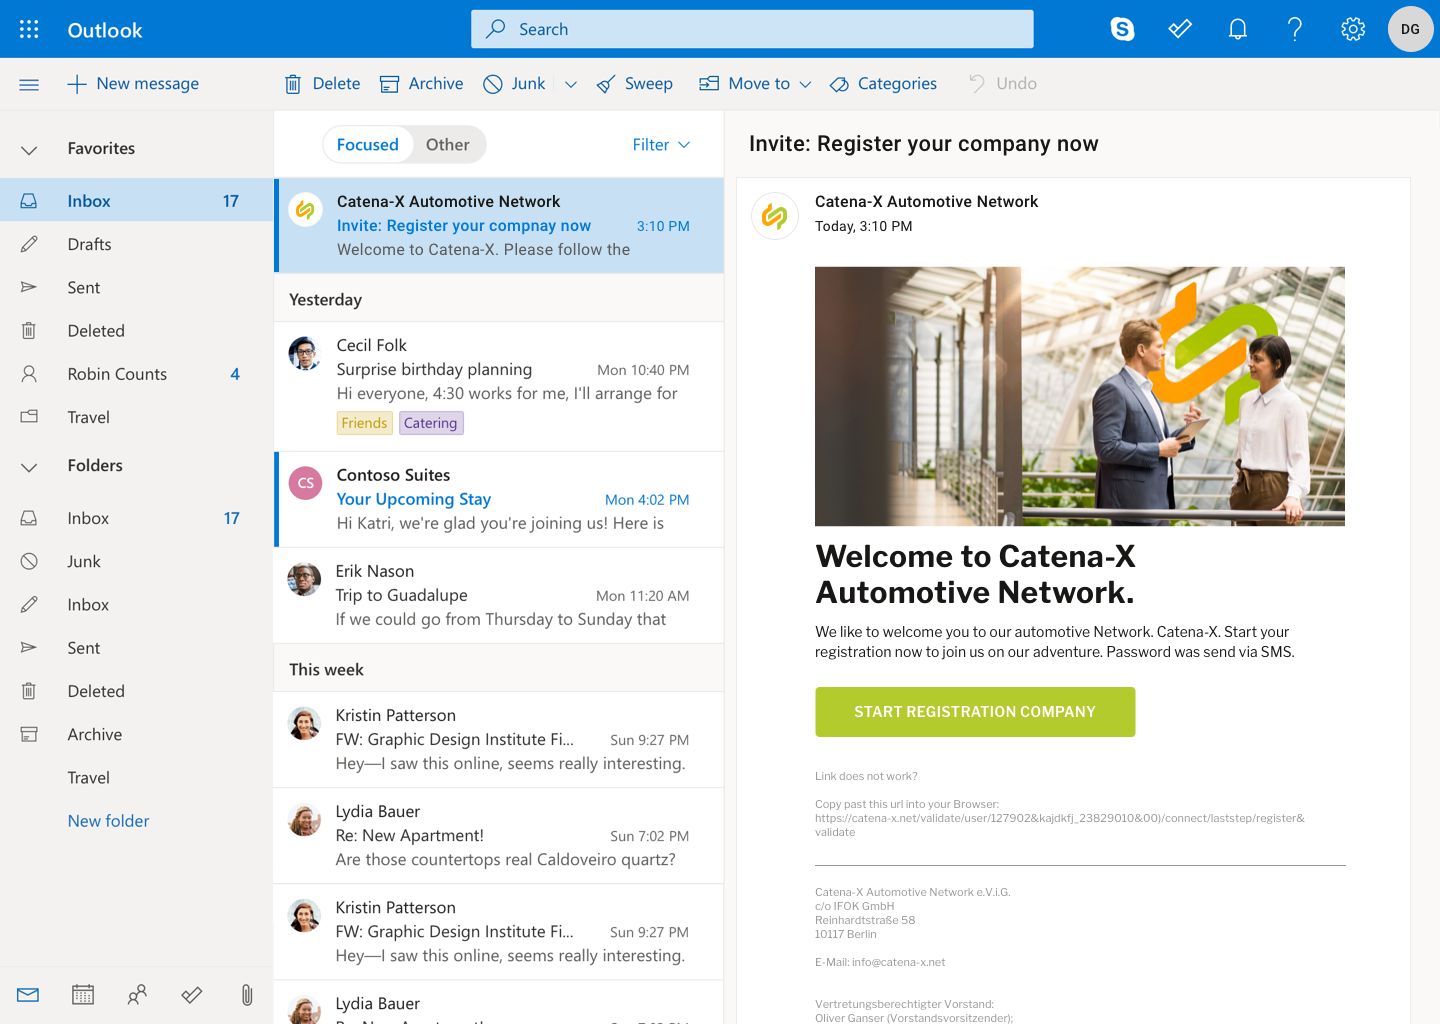 Outlook
Search
DG
New message
Delete
Archive
Junk
Sweep
Move to
Categories
Undo
Favorites
Inbox 17
Drafts
Sent
Deleted
Robin Counts 4
Travel
Folders
Inbox 17
Junk
Inbox
Sent
Deleted
Archive
Travel
New folder
Focused
Other
Filter
Catena-X Automotive Network
Invite: Register your compnay now 3:10 PM
Welcome to Catena-X. Please follow the
Yesterday
Cecil Folk
Surprise birthday planning Mon 10:40 PM
Hi everyone, 4:30 works for me, I'll arrange for
Friends Catering
CS
Contoso Suites
Your Upcoming Stay Mon 4:02 PM
Hi Katri, we're glad you're joining us! Here is
Erik Nason
Trip to Guadalupe Mon 11:20 AM
If we could go from Thursday to Sunday that
This week
Kristin Patterson
FW: Graphic Design Institute Fi... Sun 9:27 PM
Hey—I saw this online, seems really interesting.
Lydia Bauer
Re: New Apartment! Sun 7:02 PM
Are those countertops real Caldoveiro quartz?
Kristin Patterson
FW: Graphic Design Institute Fi... Sun 9:27 PM
Hey—I saw this online, seems really interesting.
Lydia Bauer
Invite: Register your company now
Catena-X Automotive Network
Today, 3:10 PM
Welcome to Catena-X
Automotive Network.
We like to welcome you to our automotive Network. Catena-X. Start your
registration now to join us on our adventure. Password was send via SMS.
START REGISTRATION COMPANY
Link does not work?
Copy past this url into your Browser:
https://catena-x.net/validate/user/127902&kajdkfj_23829010&00)/connect/laststep/register&
validate
Catena-X Automotive Network e.V.i.G.
c/o IFOK GmbH
Reinhardtstraße 58
10117 Berlin
E-Mail: info@catena-x.net
Vertretungsberechtigter Vorstand:
Oliver Ganser (Vorstandsvorsitzender);